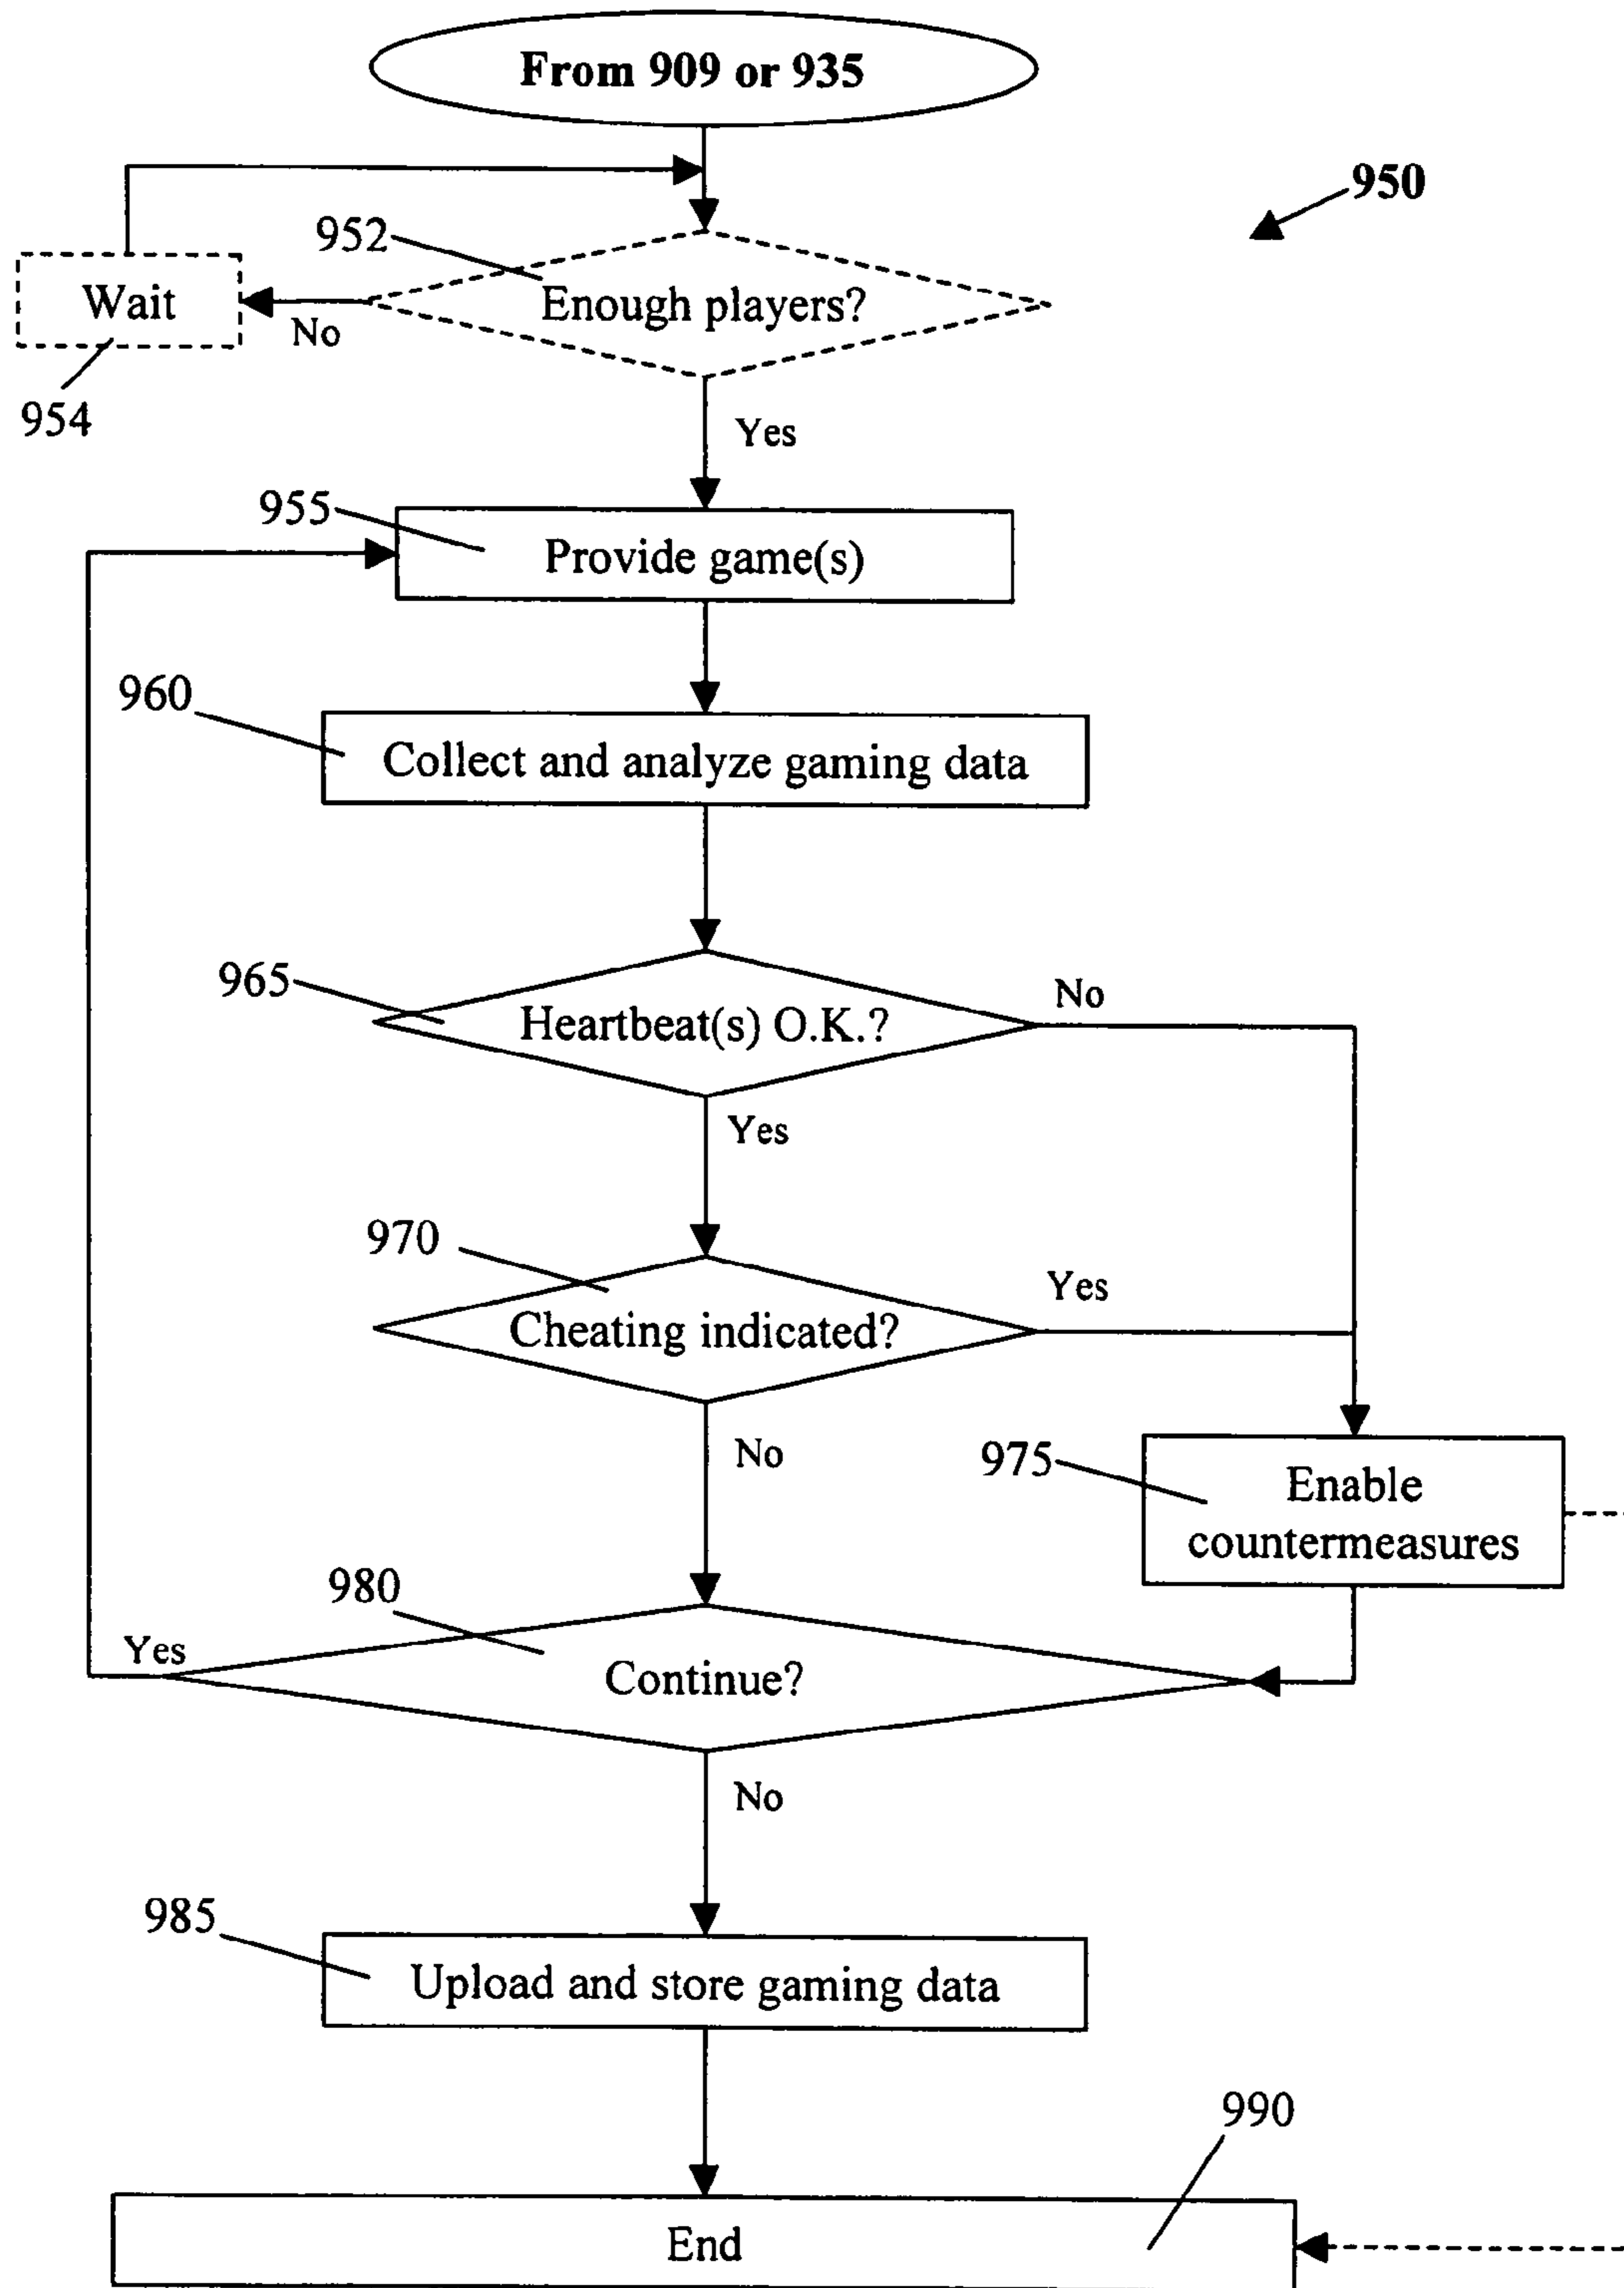 From 909 or 935
950
952
Enough players?
Wait
No
954
Yes
955
Provide game(s)
960
Collect and analyze gaming data
965
Heartbeat(s) O.K.?
No
Yes
970
Cheating indicated?
Yes
No
975
Enable
countermeasures
980
Yes
Continue?
No
985
Upload and store gaming data
990
End